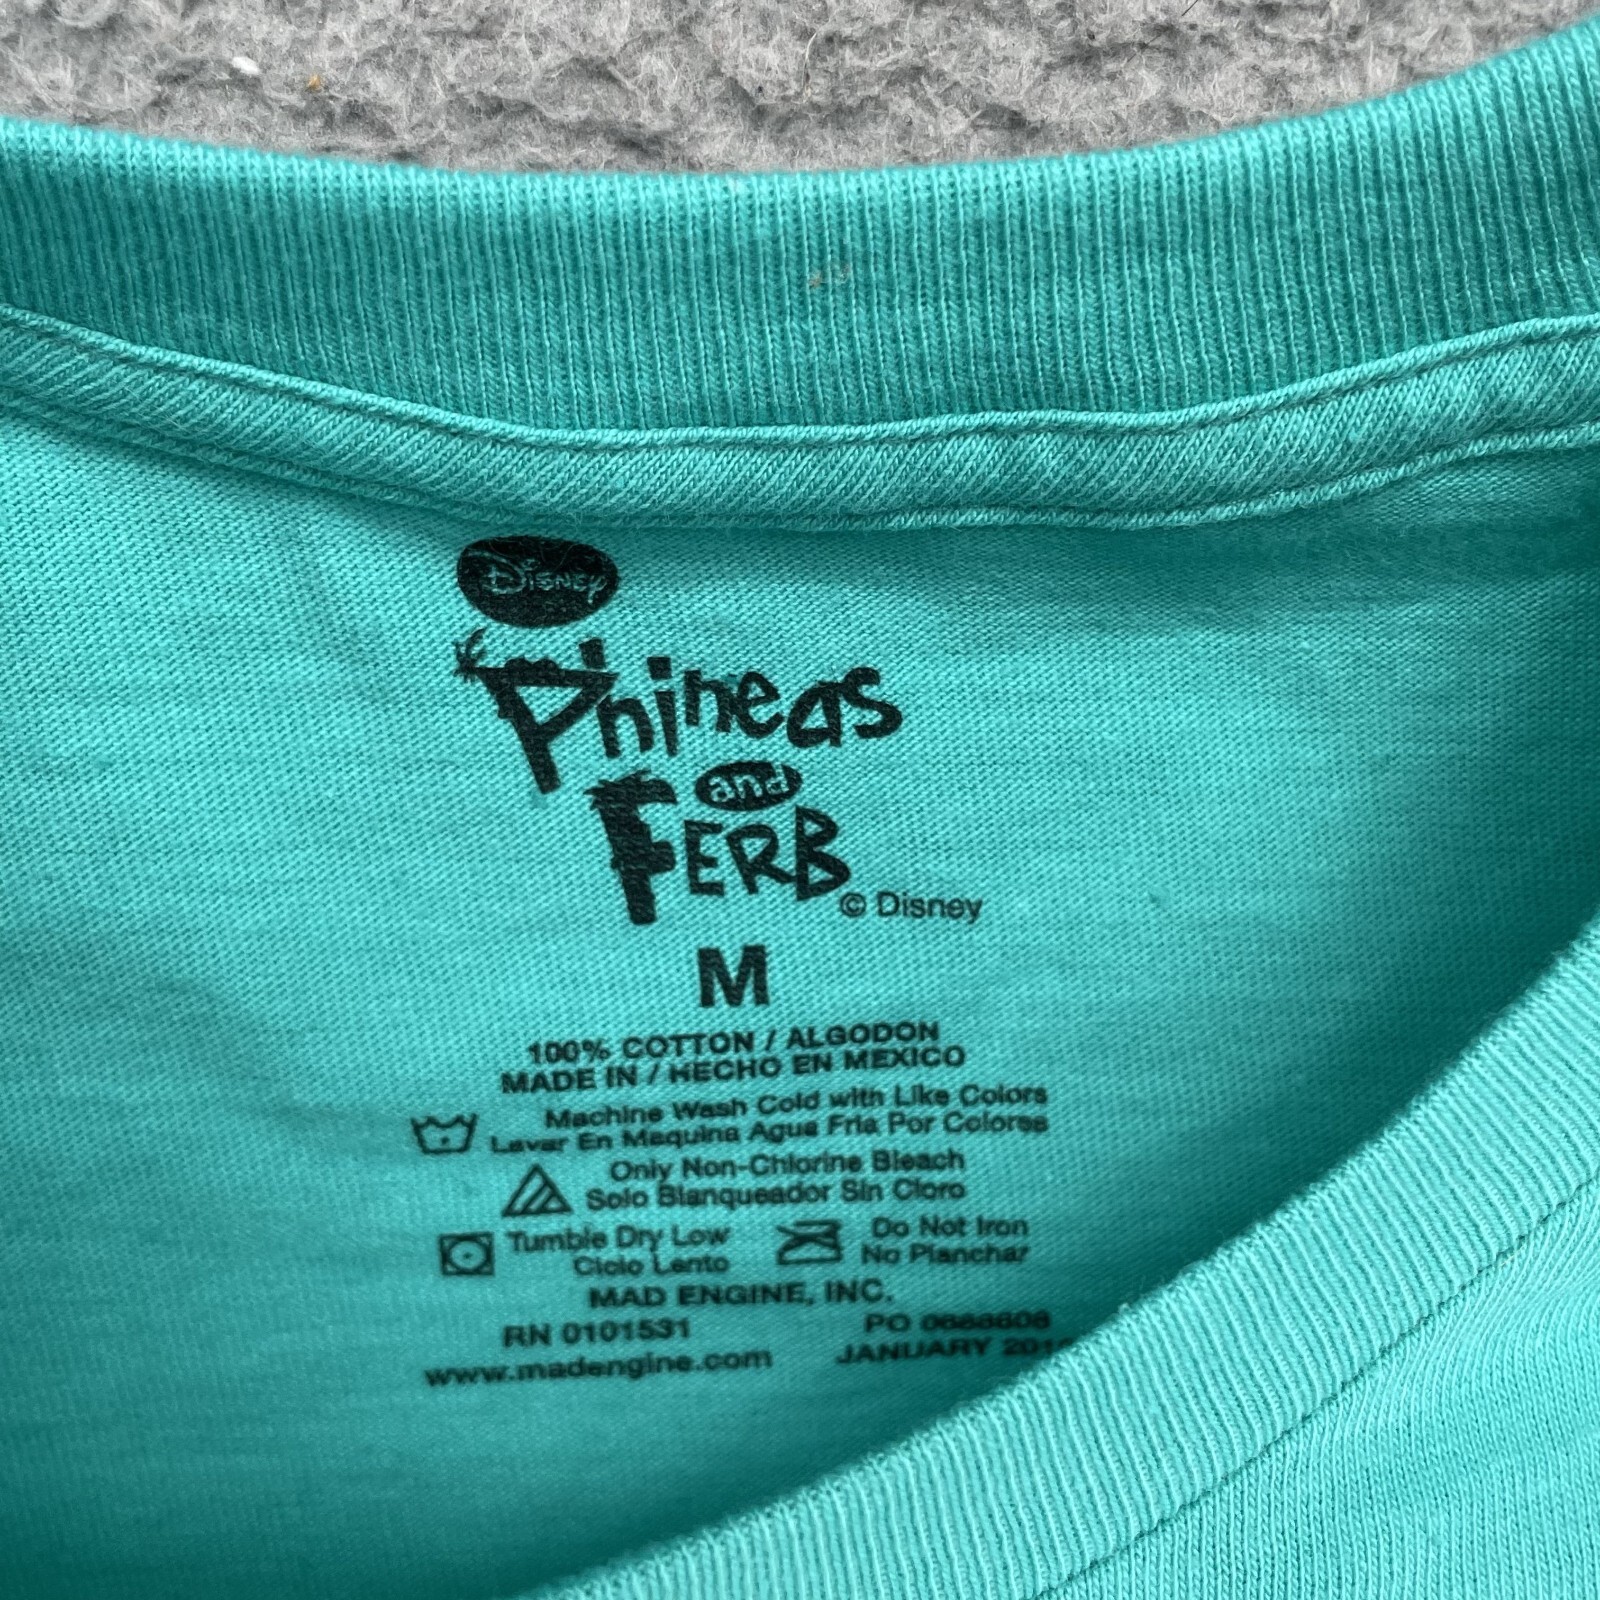 Disney
Phineas
and
FERB
© Disney
M
100% COTTON / ALGODON
MADE IN / HECHO EN MEXICO
Machine Wash Cold with Like Colors
Lavar En Maquina Agua Fria Por Colores
Only Non-Chlorine Bleach
Solo Blanqueador Sin Cloro
Tumble Dry Low
Ciclo Lento
Do Not Iron
No Planchar
MAD ENGINE, INC.
RN 0101531
PO
www.madengine.com
JANUARY